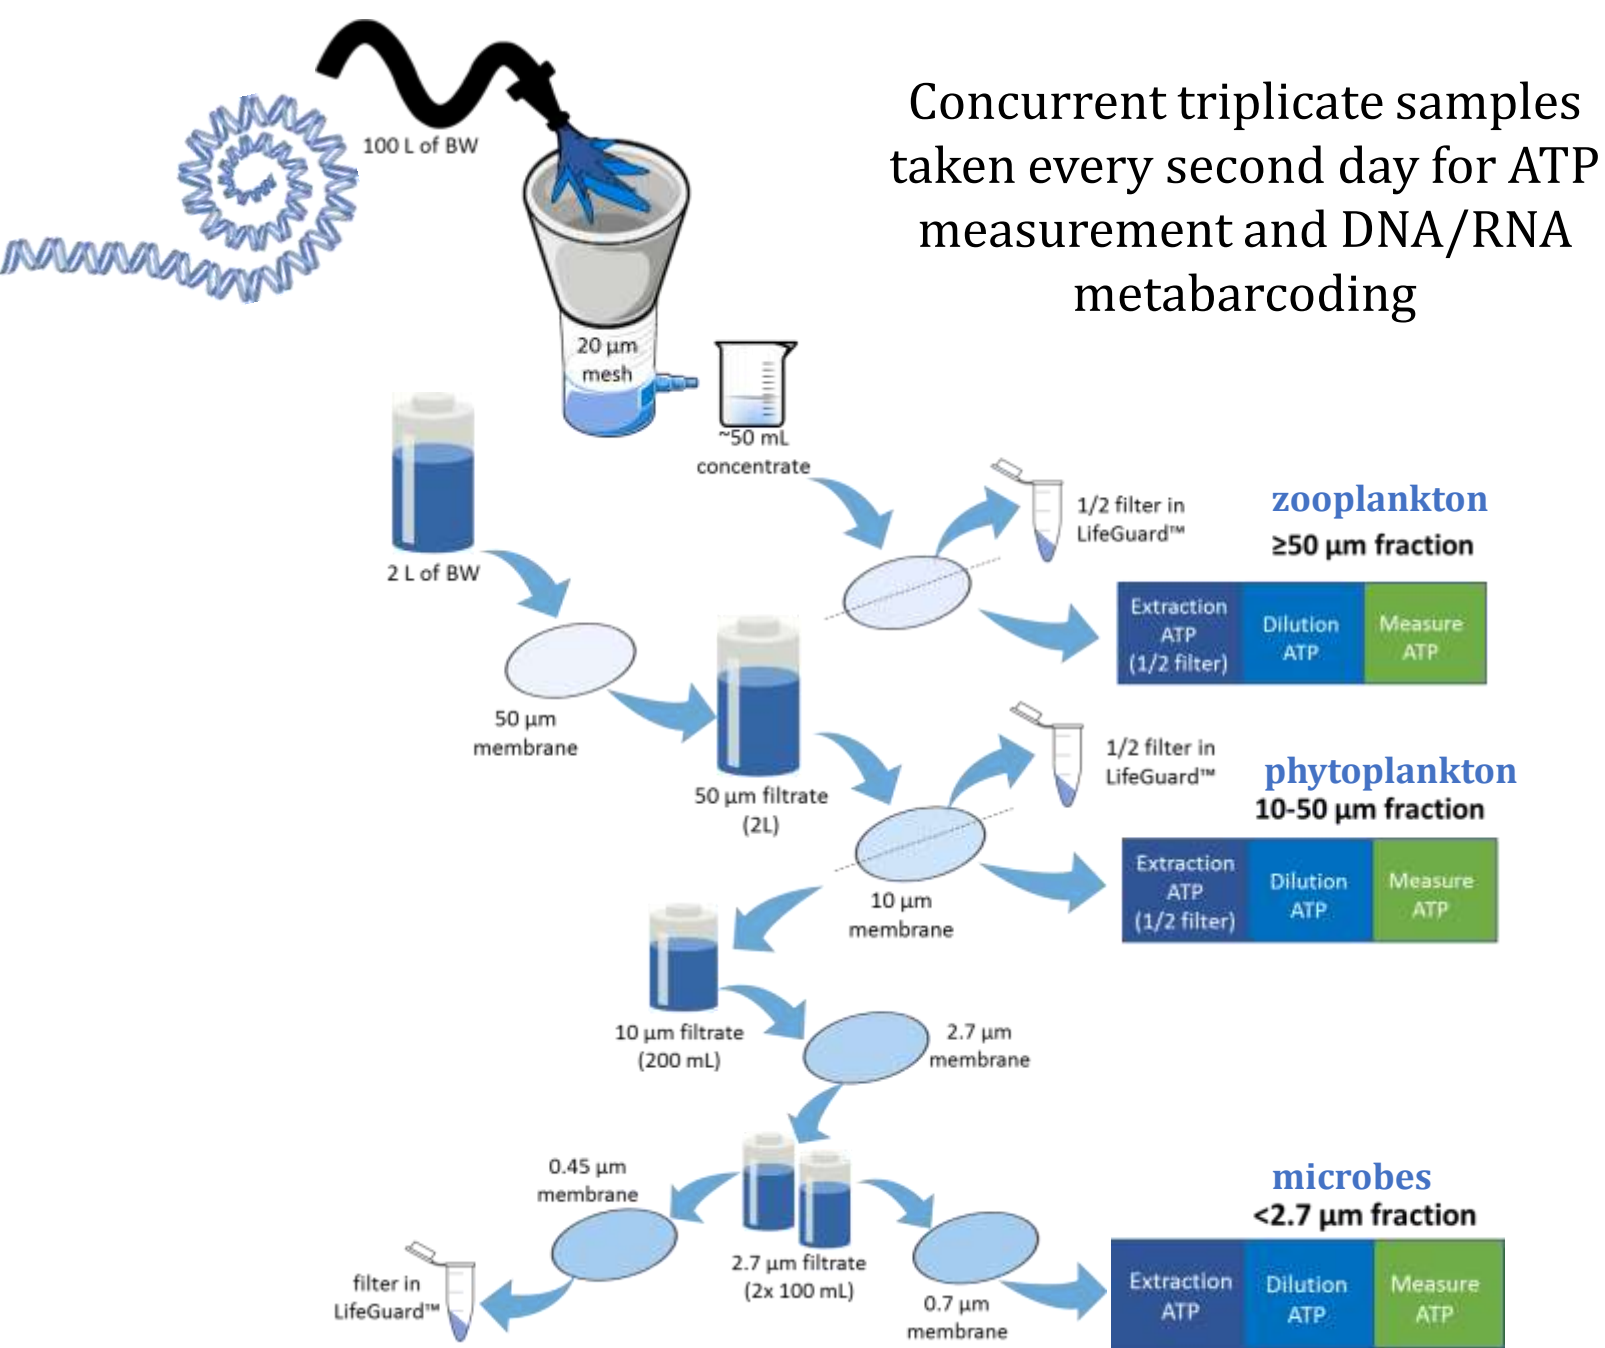 Concurrent triplicate samples
taken every second day for ATP
measurement and DNA/RNA
metabarcoding
100 L of BW
20 µm
mesh
~50 mL
concentrate
2 L of BW
1/2 filter in
LifeGuard™
zooplankton
≥50 µm fraction
Extraction
ATP
(1/2 filter)
Dilution
ATP
Measure
ATP
50 µm
membrane
50 µm filtrate
(2L)
1/2 filter in
LifeGuard™
phytoplankton
10-50 µm fraction
Extraction
ATP
(1/2 filter)
Dilution
ATP
Measure
ATP
10 µm
membrane
10 µm filtrate
(200 mL)
2.7 µm
membrane
0.45 µm
membrane
2.7 µm filtrate
(2x 100 mL)
filter in
LifeGuard™
0.7 µm
membrane
microbes
<2.7 µm fraction
Extraction
ATP
Dilution
ATP
Measure
ATP